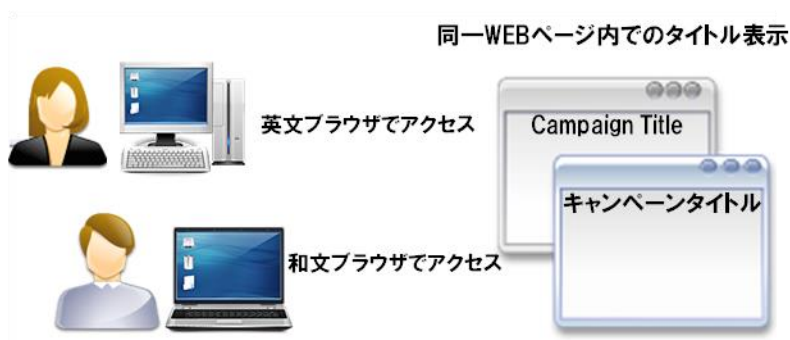 同一WEBページ内でのタイトル表示
英文ブラウザでアクセス
Campaign Title
キャンペーンタイトル
和文ブラウザでアクセス